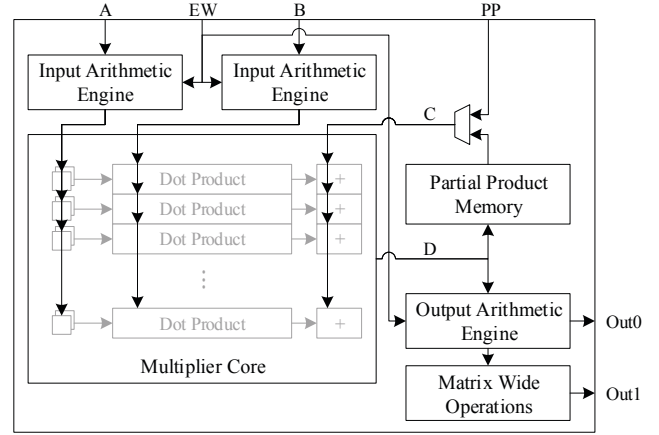 A EW B PP
Input Arithmetic
Engine
Input Arithmetic
Engine
C
Dot Product +
Partial Product
Memory
Dot Product +
Dot Product +
D
⋮
Dot Product +
Output Arithmetic
Engine
Out0
Multiplier Core
Matrix Wide
Operations
Out1